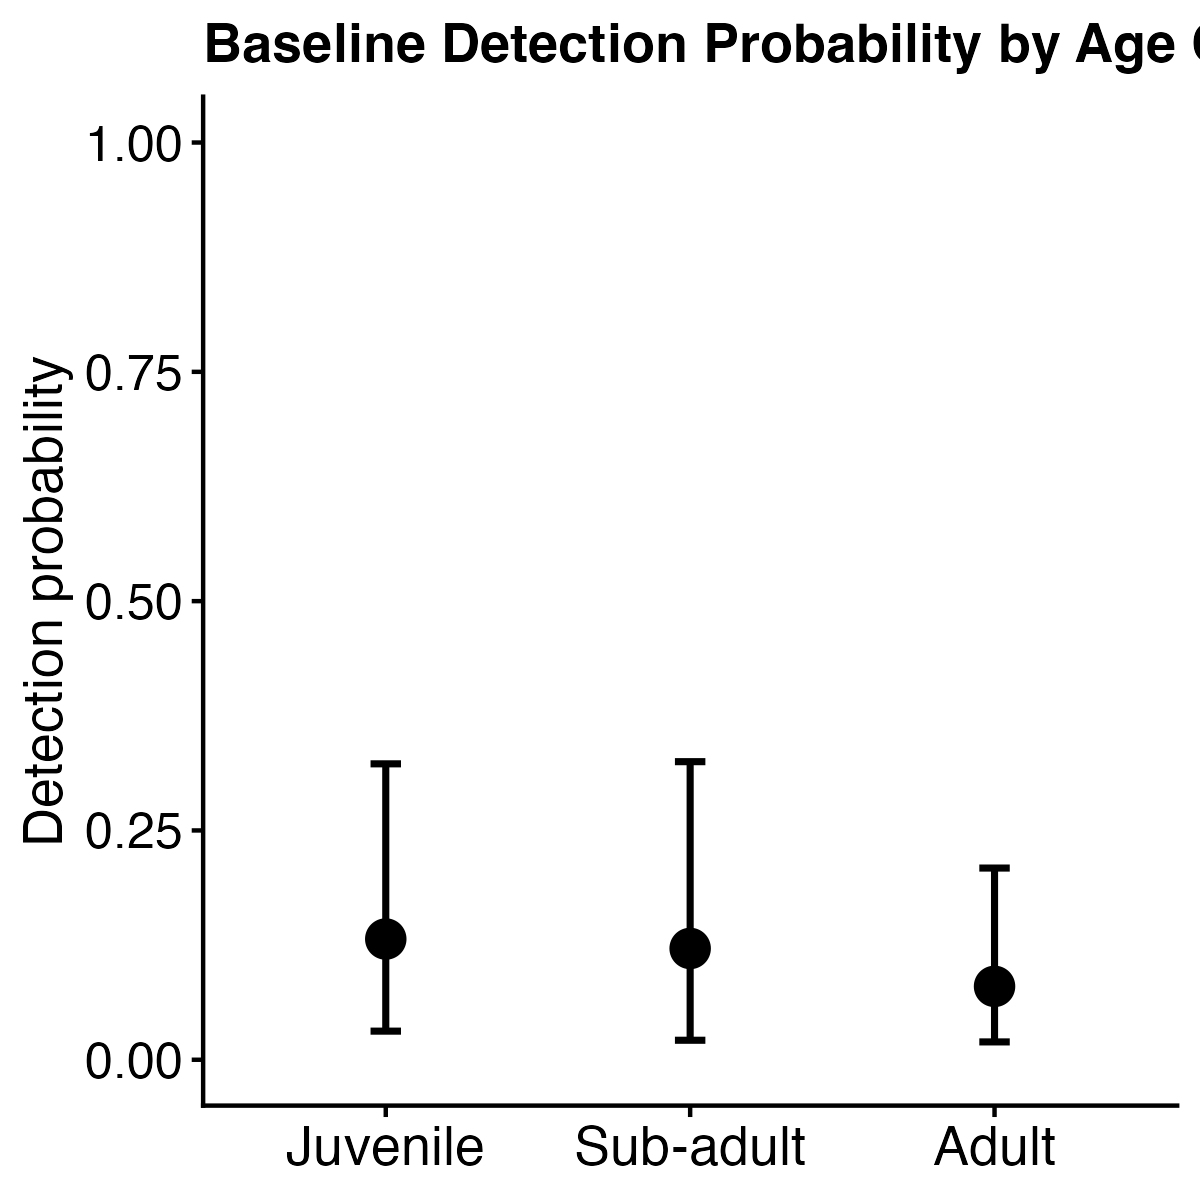 Baseline Detection Probability by Age
1.00
0.75
0.50
0.25
0.00
Detection probability
Juvenile Sub-adult Adult